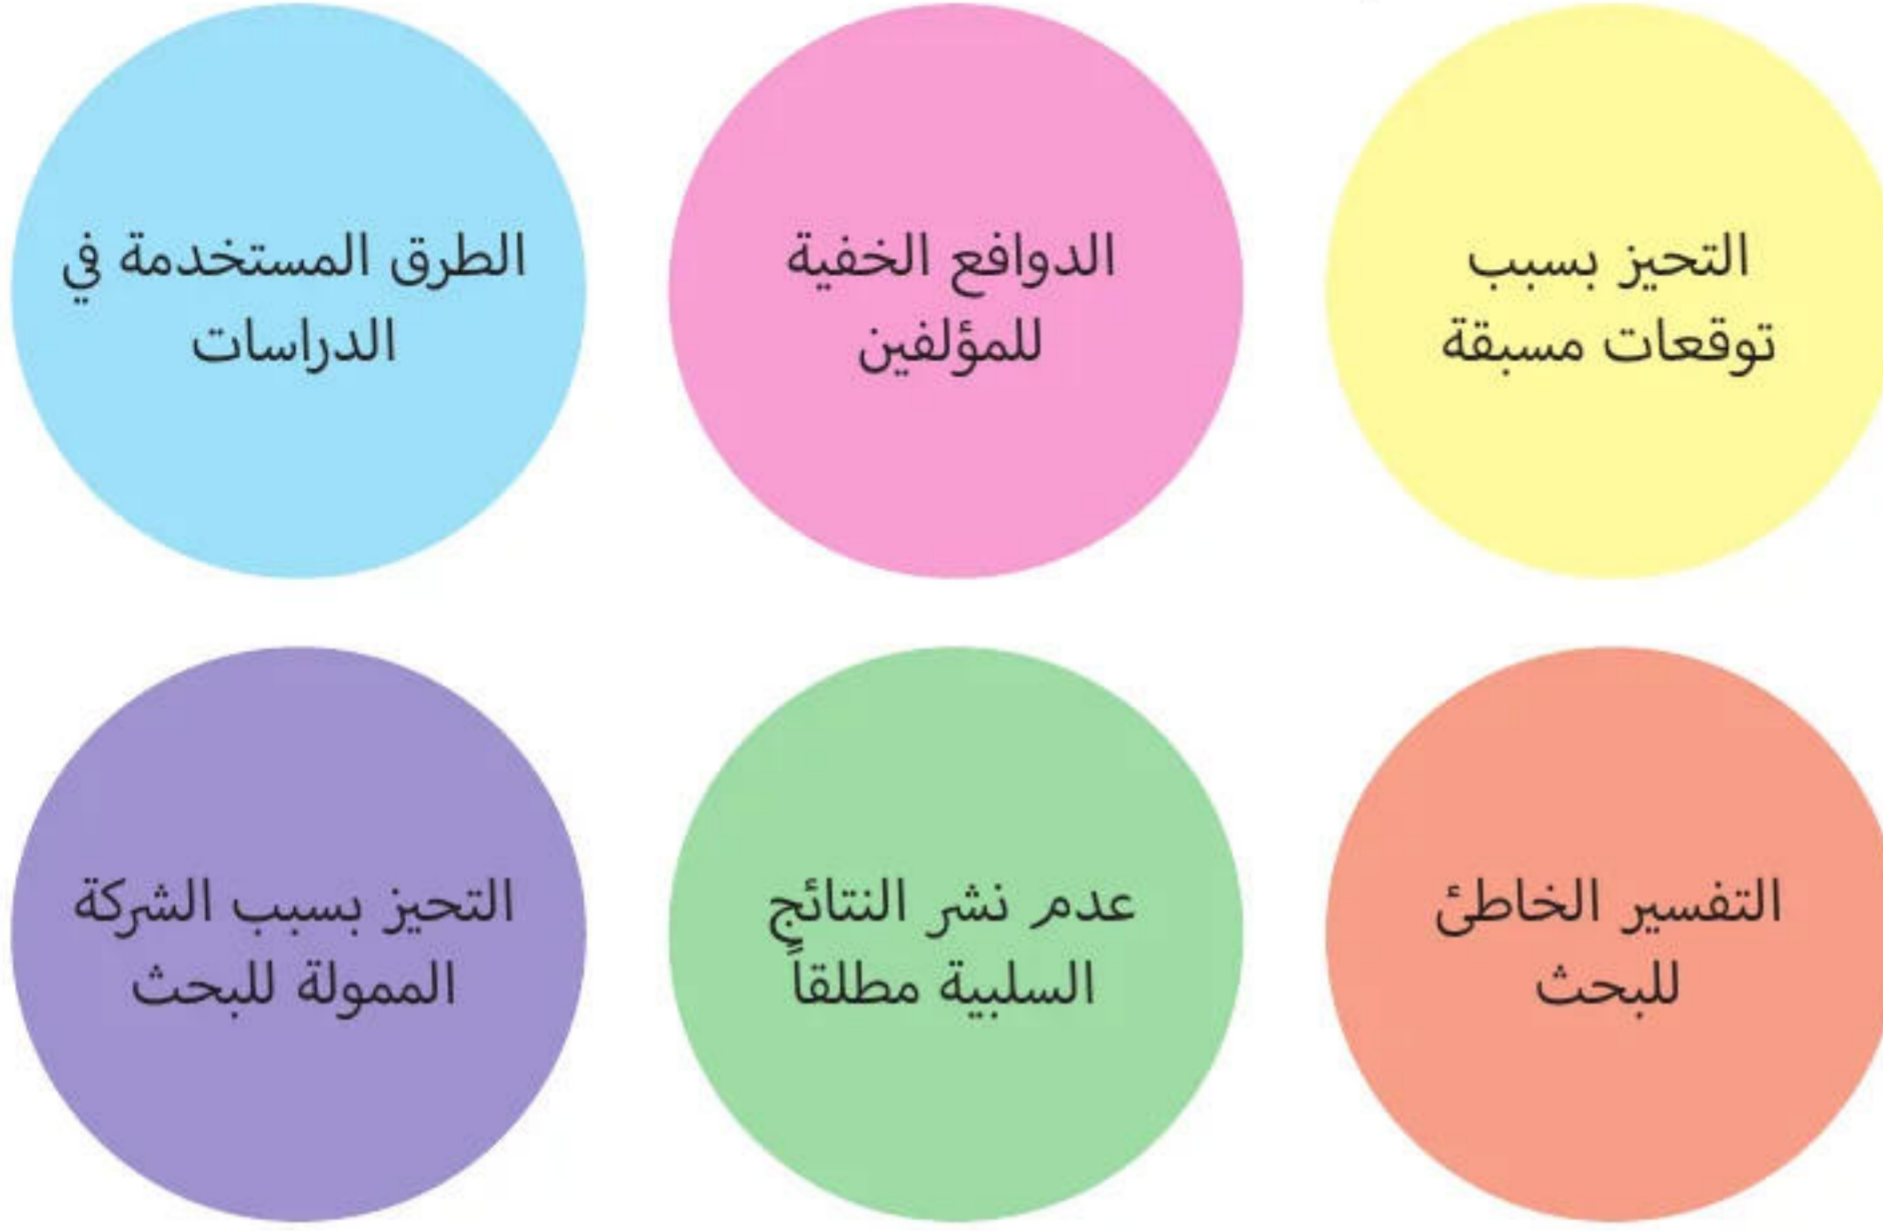 التحيز بسبب
توقعات مسبقة
الدوافع الخفية
للمؤلفين
الطرق المستخدمة في
الدراسات
التفسير الخاطئ
للبحث
عدم نشر النتائج
السلبية مطلقاً
التحيز بسبب الشركة
الممولة للبحث